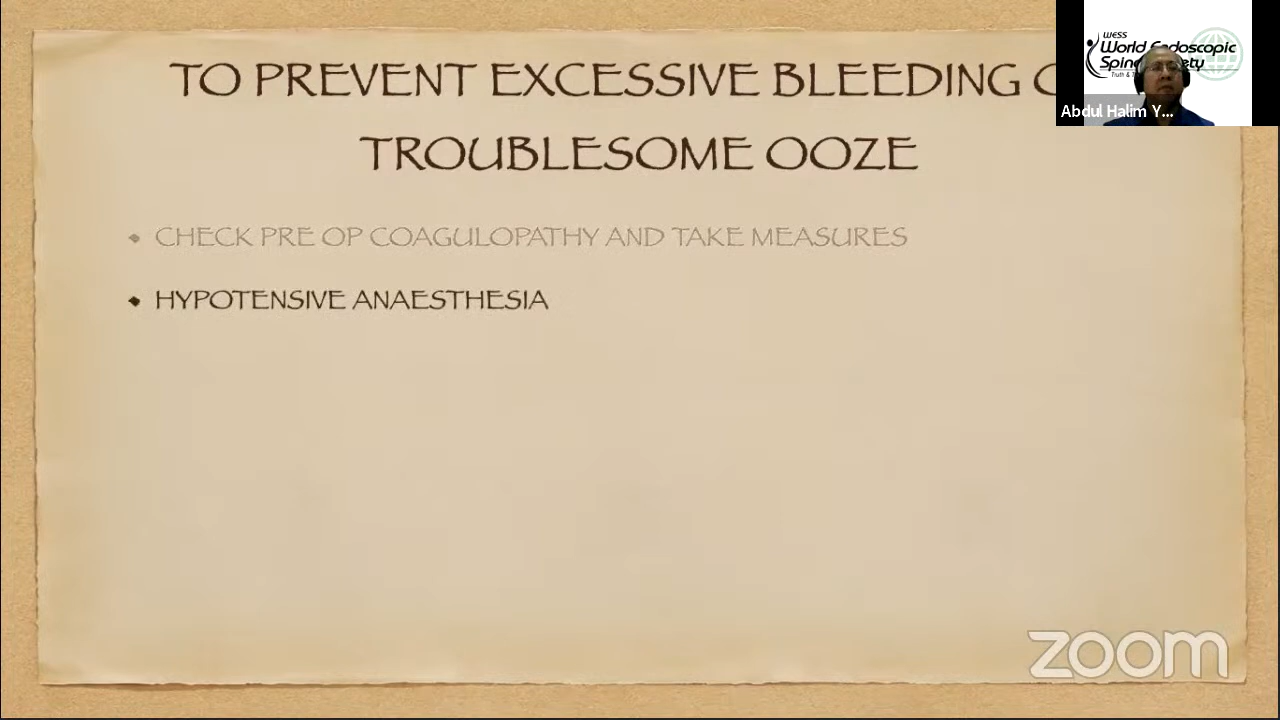 TO PREVENT EXCESSIVE BLEEDING
TROUBLESOME OOZE
CHECK PRE OP COAGULOPATHY AND TAKE MEASURES
HYPOTENSIVE ANAESTHESIA
WESS
World
Abdul Halim Y...
zoom